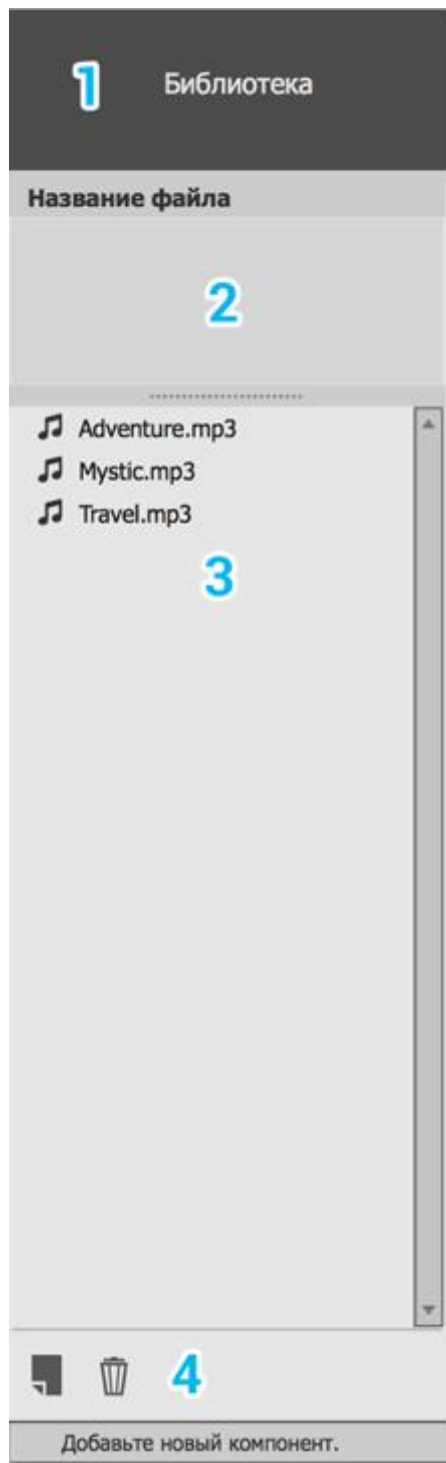 1 Библиотека
Название файла
2
Adventure.mp3
Mystic.mp3
Travel.mp3
3
4
Добавьте новый компонент.